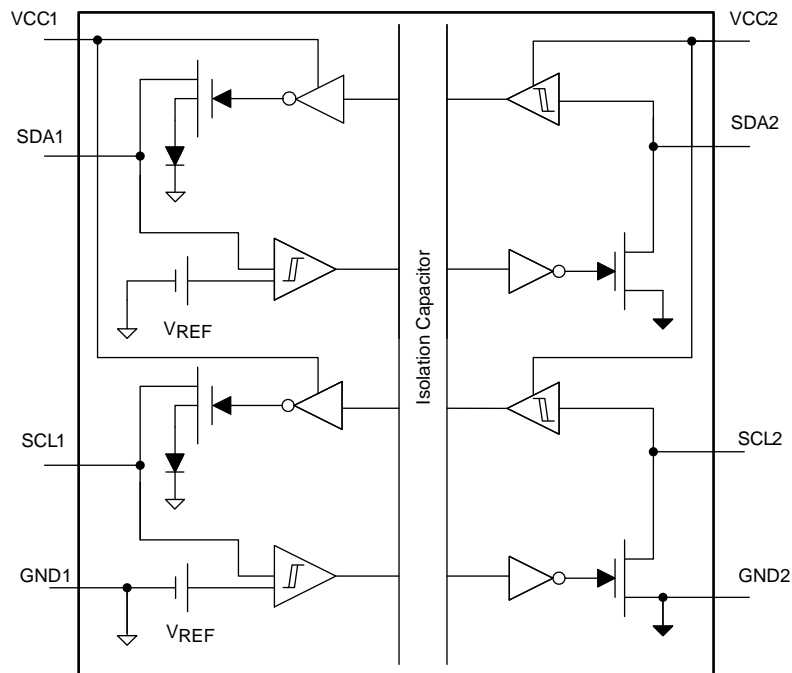 VCC1
VCC2
SDA1
SDA2
VREF
Isolation Capacitor
SCL1
SCL2
GND1
GND2
VREF